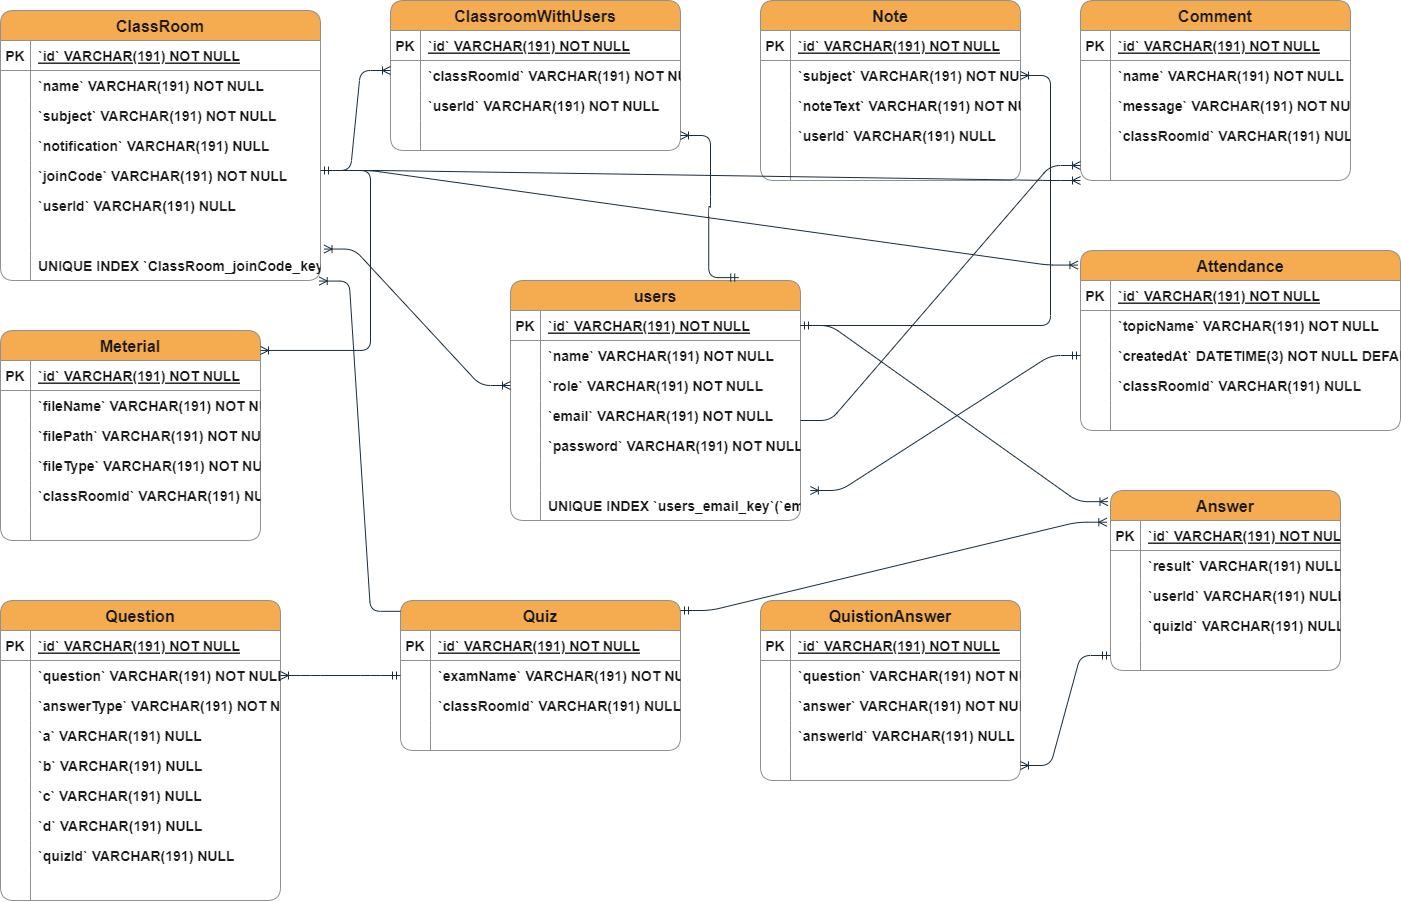 ClassRoom
PK `id` VARCHAR(191) NOT NULL
`name` VARCHAR(191) NOT NULL
`subject` VARCHAR(191) NOT NULL
`notification` VARCHAR(191) NULL
`joinCode` VARCHAR(191) NOT NULL
`userId` VARCHAR(191) NULL
UNIQUE INDEX `ClassRoom_joinCode_key
ClassroomWithUsers
PK `id` VARCHAR(191) NOT NULL
`classRoomId` VARCHAR(191) NOT NU
`userId` VARCHAR(191) NOT NULL
Note
PK `id` VARCHAR(191) NOT NULL
`subject` VARCHAR(191) NOT NU
`noteText` VARCHAR(191) NOT NU
`userId` VARCHAR(191) NULL
Comment
PK `id` VARCHAR(191) NOT NULL
`name` VARCHAR(191) NOT NULL
`message` VARCHAR(191) NOT NU
`classRoomId` VARCHAR(191) NUL
Meterial
PK `id` VARCHAR(191) NOT NULL
`fileName` VARCHAR(191) NOT N
`filePath` VARCHAR(191) NOT NU
`fileType` VARCHAR(191) NOT NU
`classRoomId` VARCHAR(191) NU
users
PK `id` VARCHAR(191) NOT NULL
`name` VARCHAR(191) NOT NULL
`role` VARCHAR(191) NOT NULL
`email` VARCHAR(191) NOT NULL
`password` VARCHAR(191) NOT NULL
UNIQUE INDEX `users_email_key`(`em
Attendance
PK `id` VARCHAR(191) NOT NULL
`topicName` VARCHAR(191) NOT NULL
`createdAt` DATETIME(3) NOT NULL DEFA
`classRoomId` VARCHAR(191) NULL
Answer
PK `id` VARCHAR(191) NOT NUL
`result` VARCHAR(191) NULL
`userId` VARCHAR(191) NULL
`quizId` VARCHAR(191) NULL
Question
PK `id` VARCHAR(191) NOT NULL
`question` VARCHAR(191) NOT NULL
`answerType` VARCHAR(191) NOT N
`a` VARCHAR(191) NULL
`b` VARCHAR(191) NULL
`c` VARCHAR(191) NULL
`d` VARCHAR(191) NULL
`quizId` VARCHAR(191) NULL
Quiz
PK `id` VARCHAR(191) NOT NULL
`examName` VARCHAR(191) NOT NU
`classRoomId` VARCHAR(191) NULL
QuistionAnswer
PK `id` VARCHAR(191) NOT NULL
`question` VARCHAR(191) NOT N
`answer` VARCHAR(191) NOT NU
`answerId` VARCHAR(191) NULL